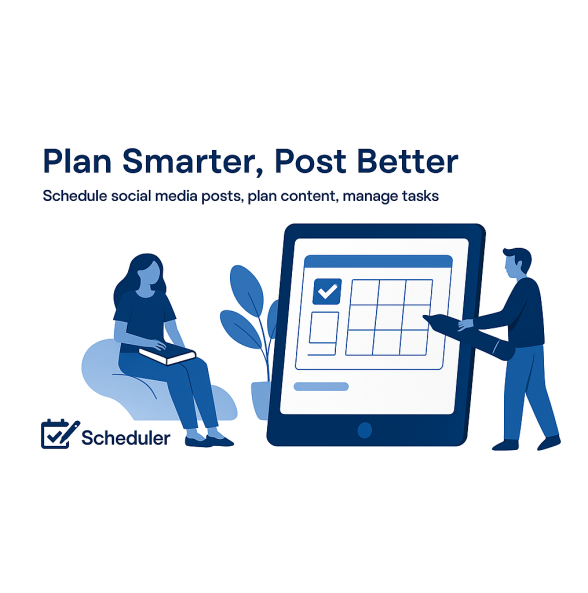 Plan Smarter, Post Better
Schedule social media posts, plan content, manage tasks
Scheduler